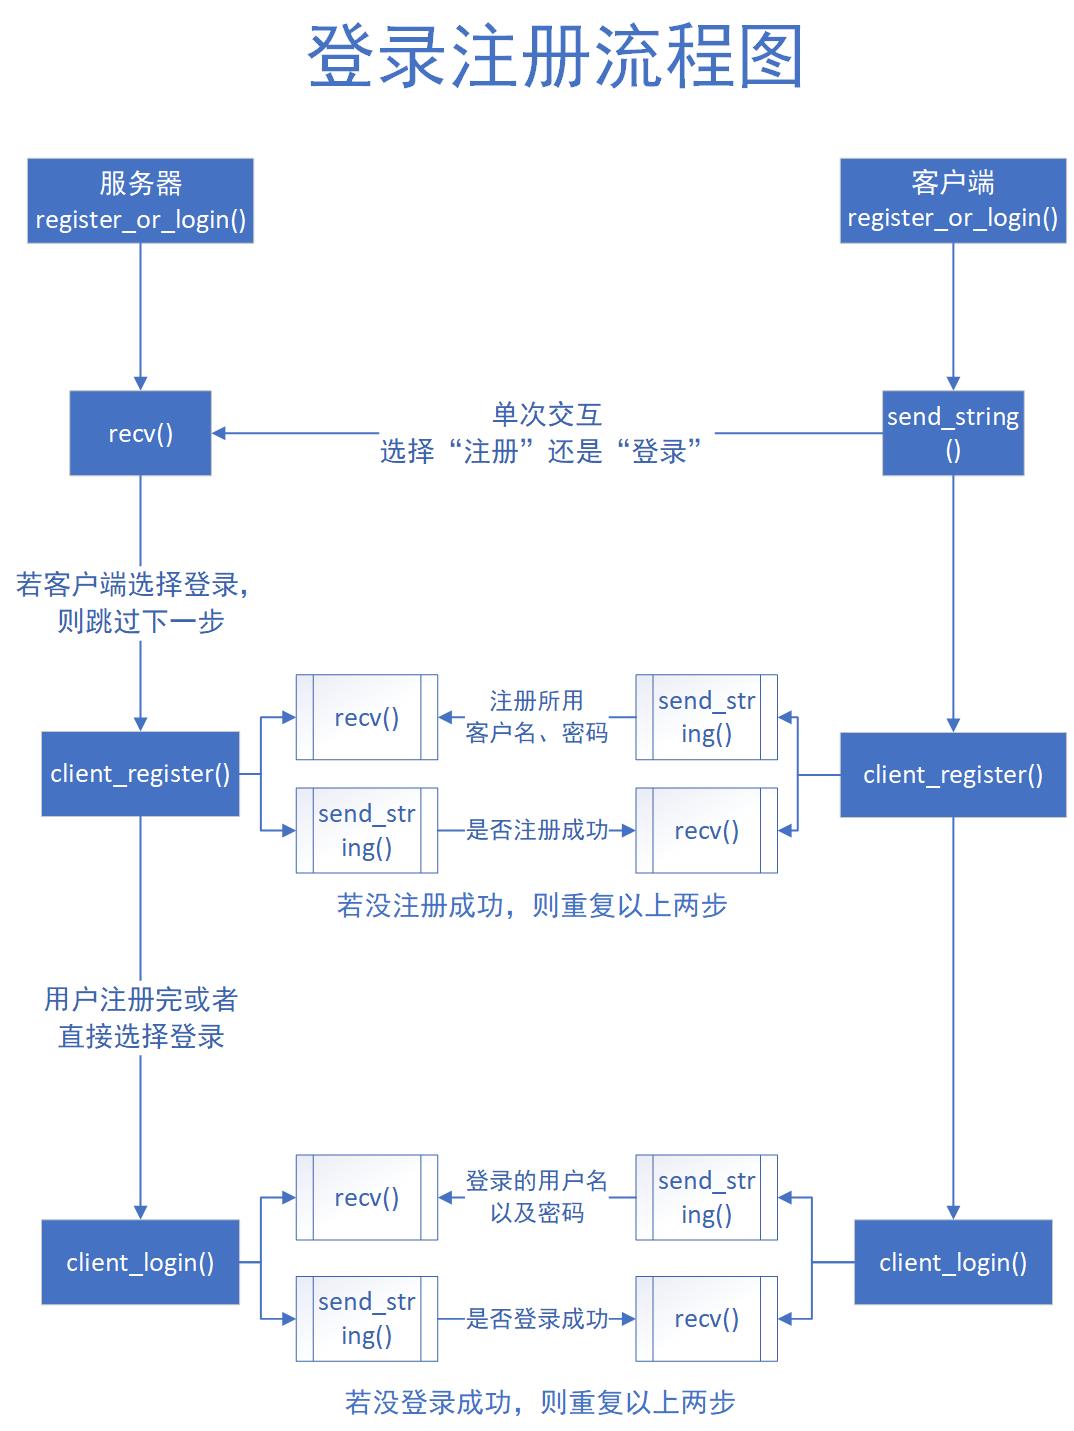 登录注册流程图
服务器
register_or_login()
客户端
register_or_login()
recv()
单次交互
选择“注册”还是“登录”
send_string
()
若客户端选择登录，
则跳过下一步
client_register()
recv()
注册所用
客户名、密码
send_str
ing()
client_register()
send_str
ing()
是否注册成功
recv()
若没注册成功，则重复以上两步
用户注册完或者
直接选择登录
client_login()
recv()
登录的用户名
以及密码
send_str
ing()
client_login()
send_str
ing()
是否登录成功
recv()
若没登录成功，则重复以上两步